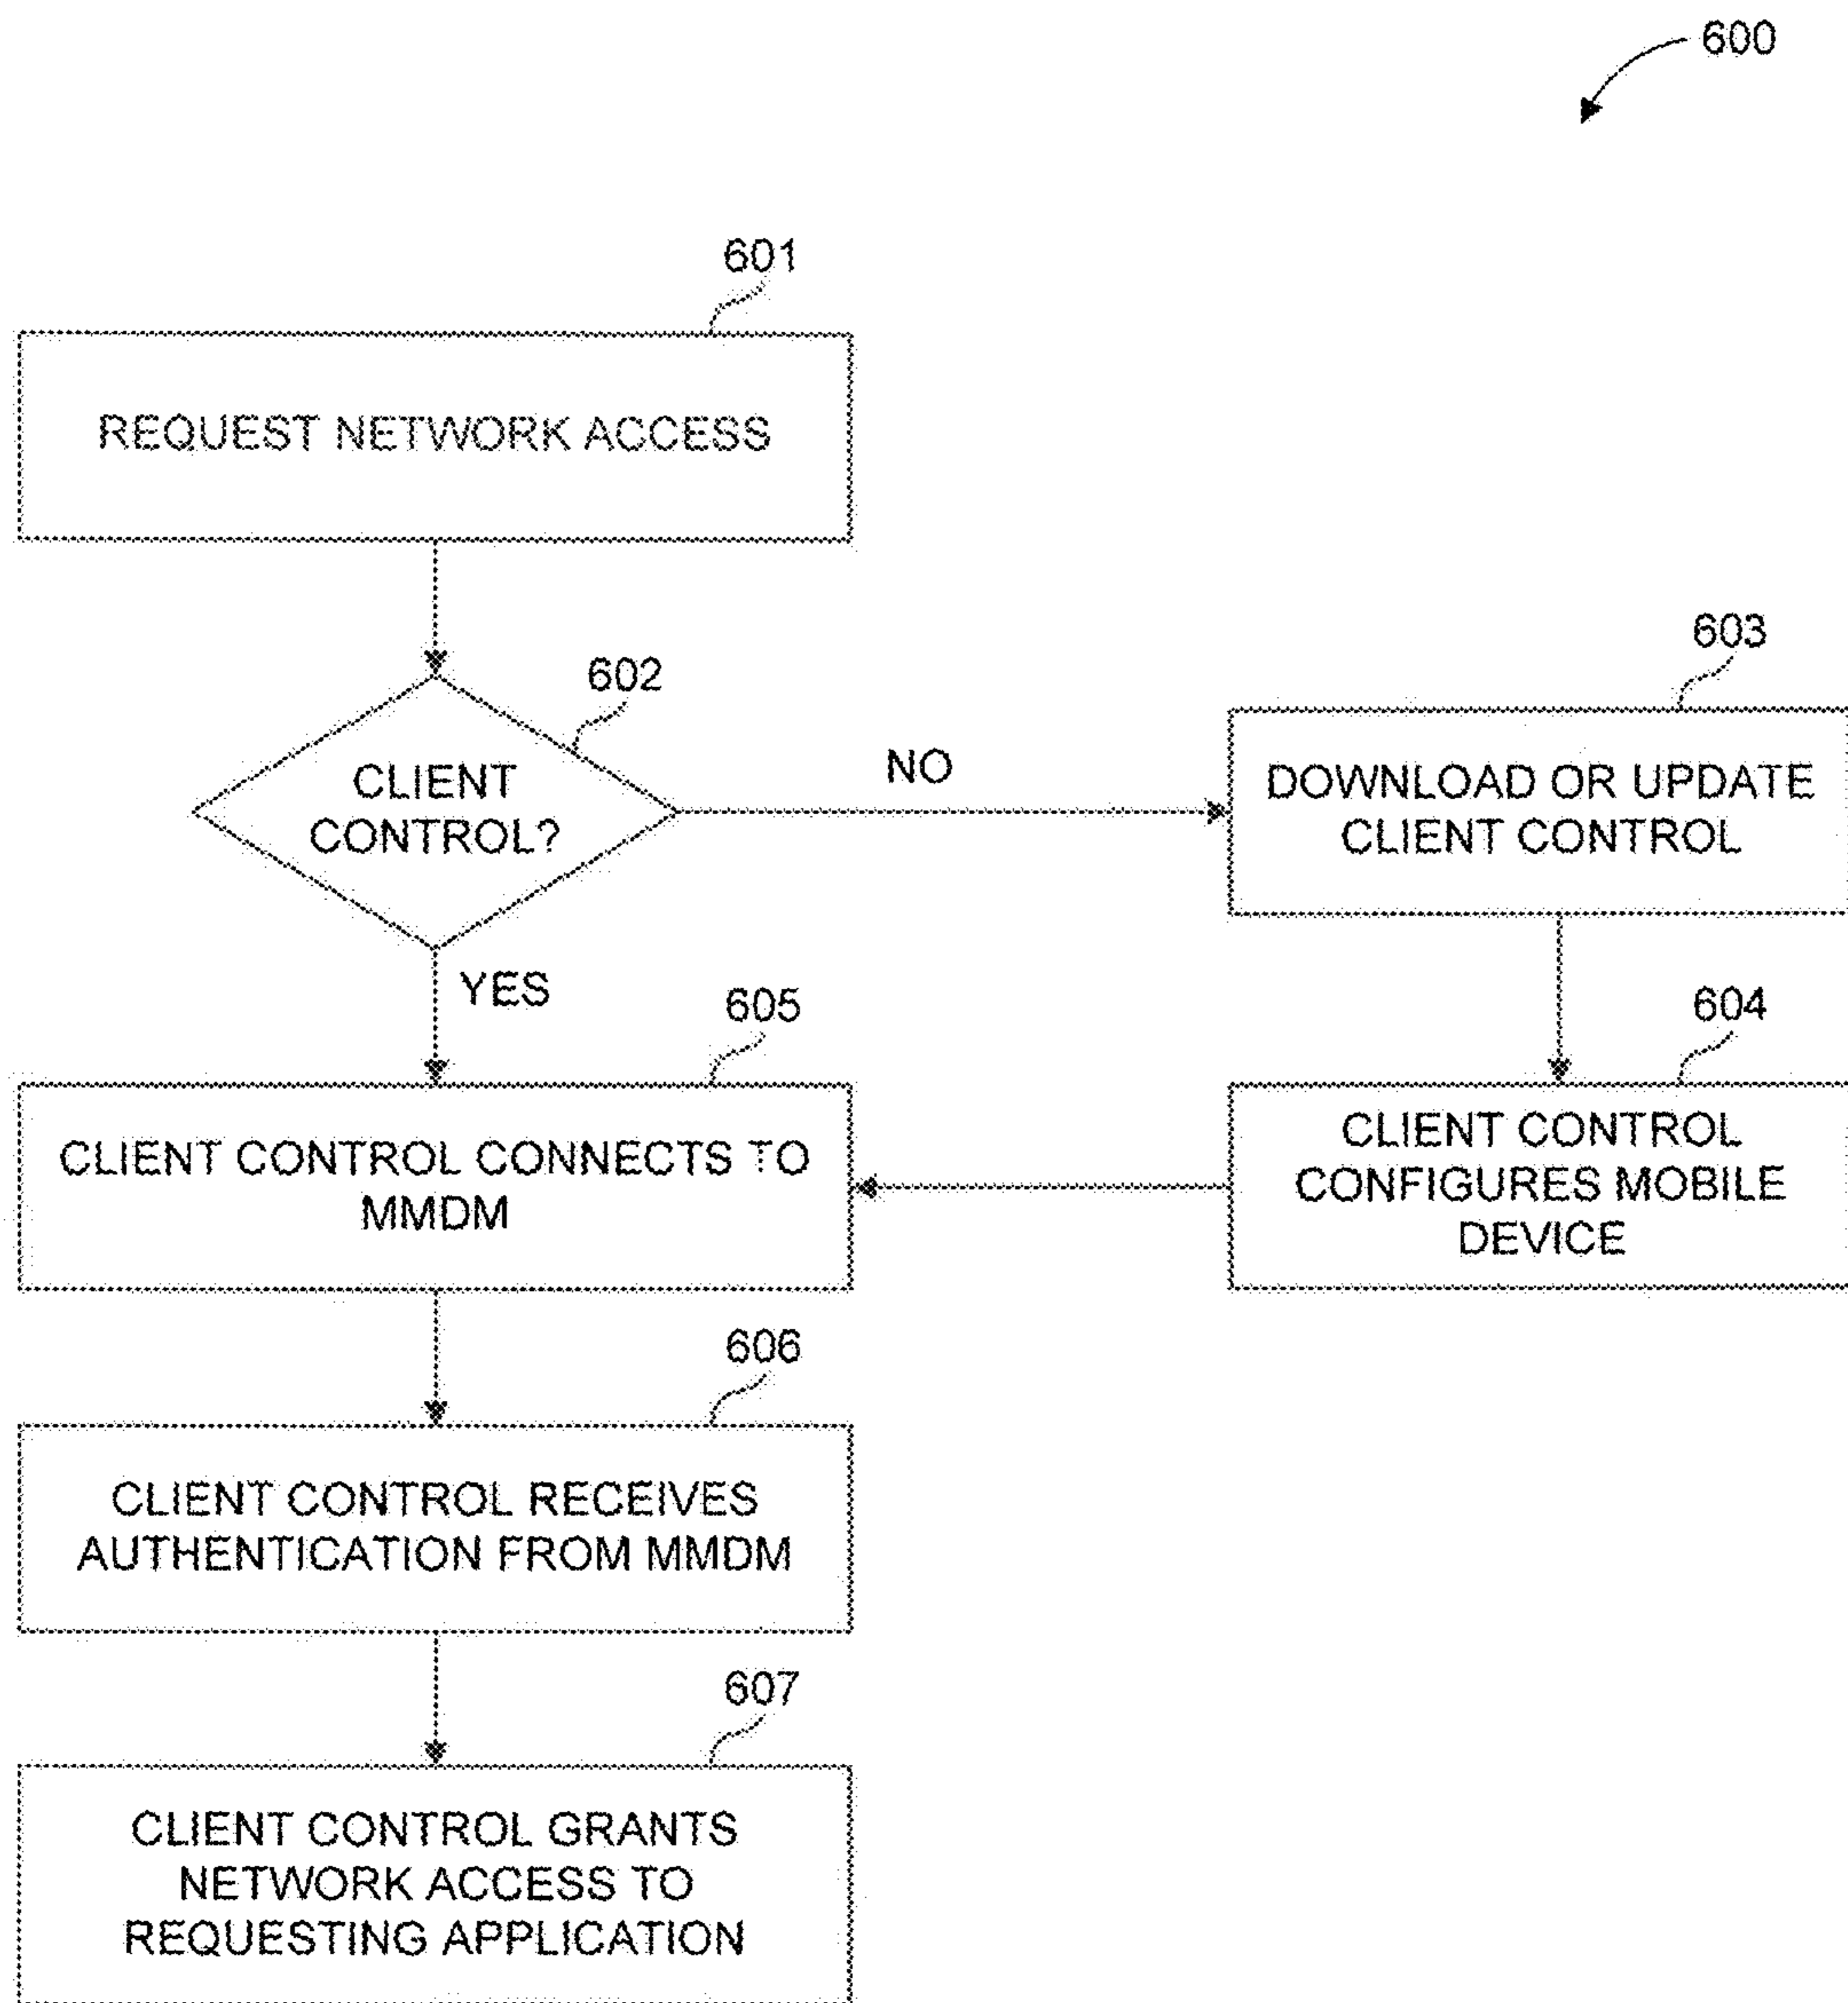 600
601
REQUEST NETWORK ACCESS
602
CLIENT
CONTROL?
NO
603
DOWNLOAD OR UPDATE
CLIENT CONTROL
YES
604
CLIENT CONTROL
CONFIGURES MOBILE
DEVICE
605
CLIENT CONTROL CONNECTS TO
MMDM
606
CLIENT CONTROL RECEIVES
AUTHENTICATION FROM MMDM
607
CLIENT CONTROL GRANTS
NETWORK ACCESS TO
REQUESTING APPLICATION